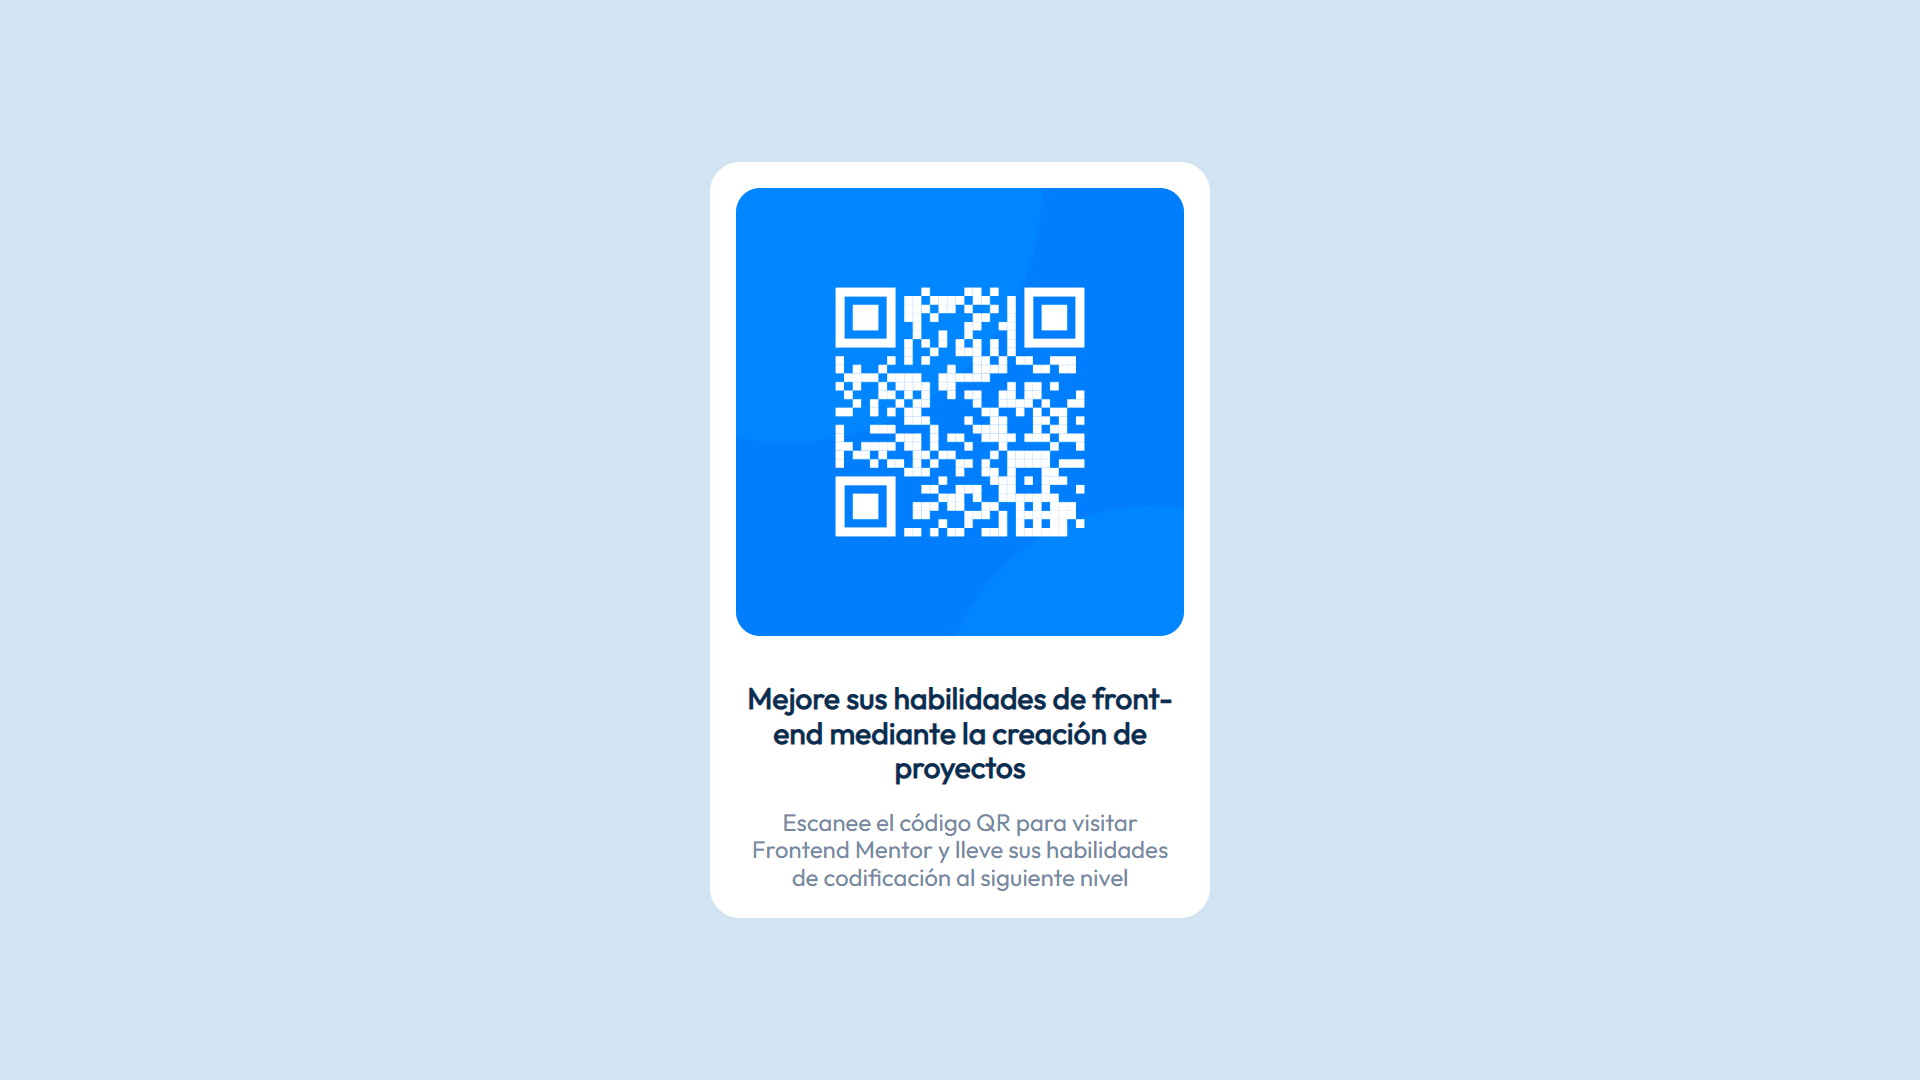 Mejore sus habilidades de front-
end mediante la creación de
proyectos
Escanee el código QR para visitar
Frontend Mentor y lleve sus habilidades
de codificación al siguiente nivel